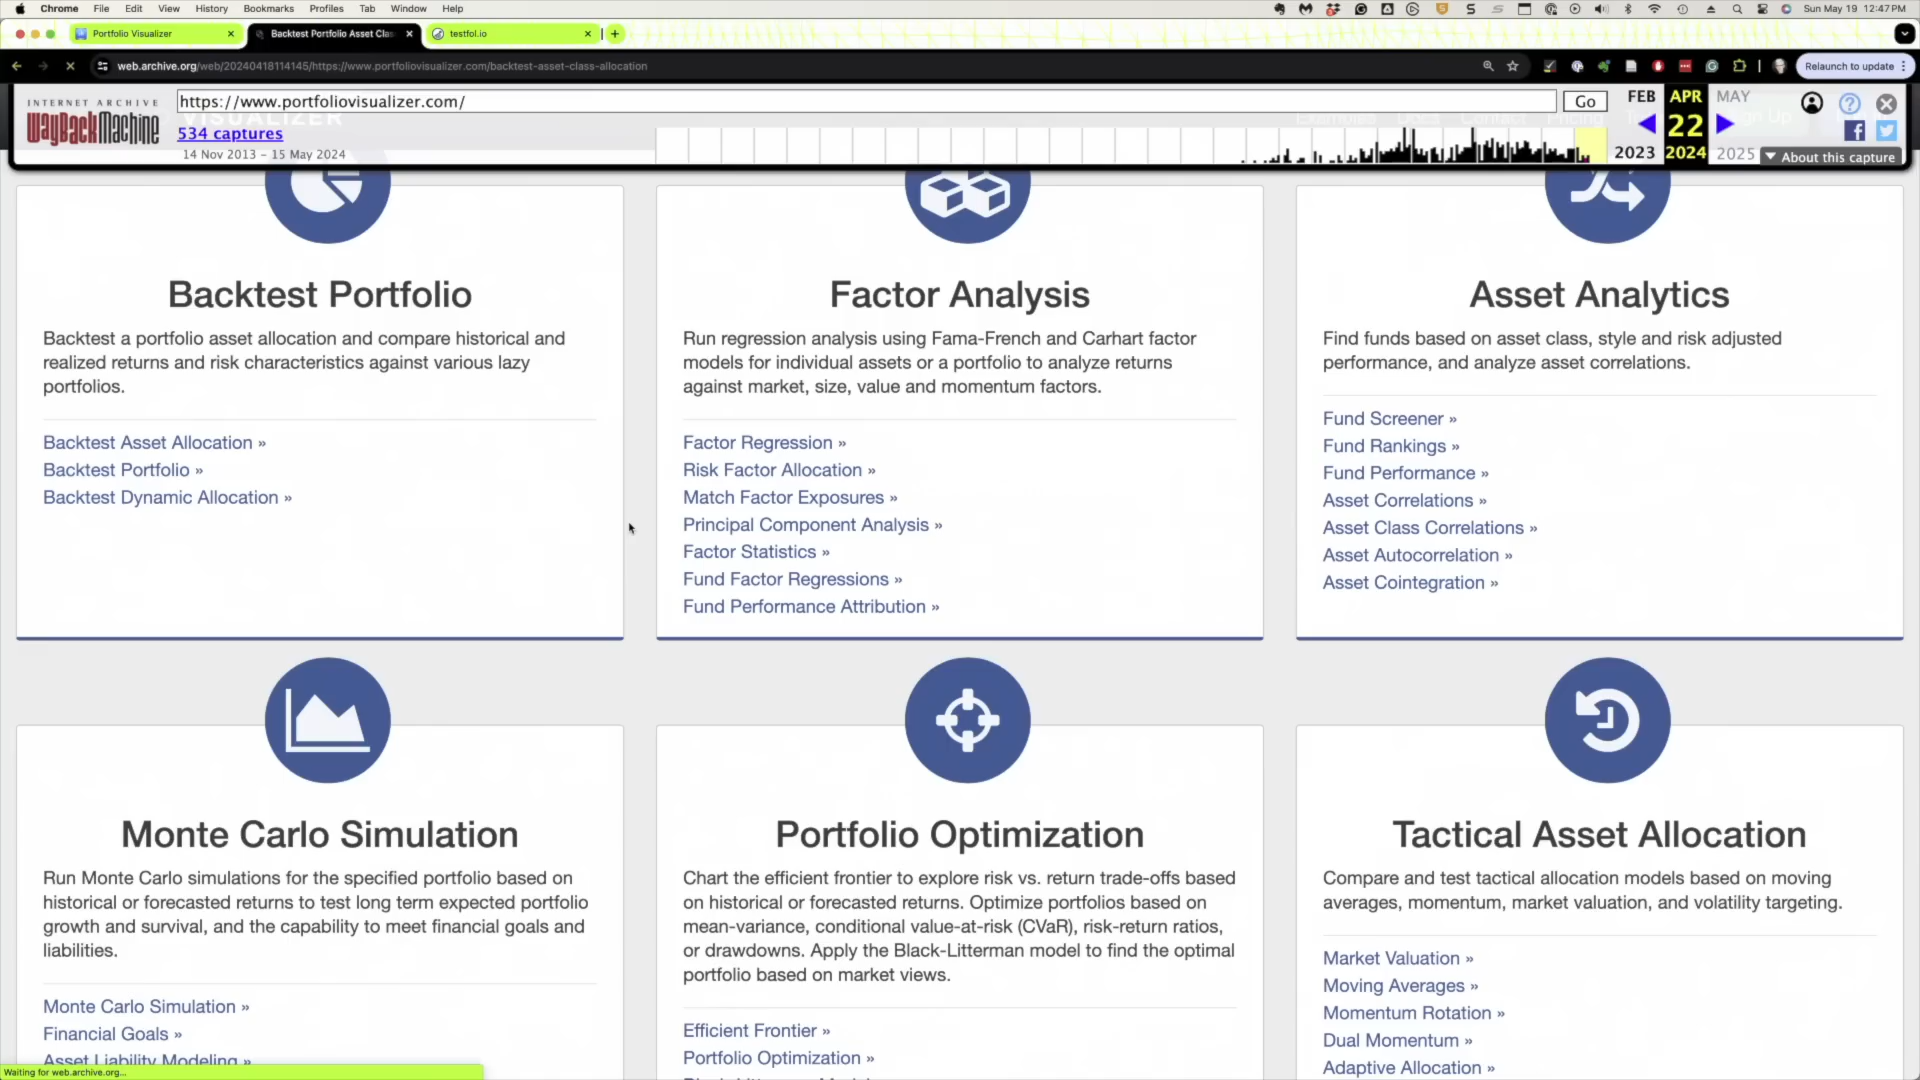 Chrome File Edit View History Bookmarks Profiles Tab Window Help Sun May 19 12:47 PM
Portfolio Visualizer Backtest Portfolio Asset Cla testfol.io
web.archive.org/web/20240418114145/https://www.portfoliovisualizer.com/backtest-asset-class-allocation Relaunch to update
INTERNET ARCHIVE
WayBackMachine
https://www.portfoliovisualizer.com/ Go
534 captures
14 Nov 2013 – 15 May 2024
FEB APR MAY
22
2023 2024 2025
About this capture
VISUALIZER
Examples Docs Contact Pricing
Backtest Portfolio
Backtest a portfolio asset allocation and compare historical and
realized returns and risk characteristics against various lazy
portfolios.
Backtest Asset Allocation »
Backtest Portfolio »
Backtest Dynamic Allocation »
Factor Analysis
Run regression analysis using Fama-French and Carhart factor
models for individual assets or a portfolio to analyze returns
against market, size, value and momentum factors.
Factor Regression »
Risk Factor Allocation »
Match Factor Exposures »
Principal Component Analysis »
Factor Statistics »
Fund Factor Regressions »
Fund Performance Attribution »
Asset Analytics
Find funds based on asset class, style and risk adjusted
performance, and analyze asset correlations.
Fund Screener »
Fund Rankings »
Fund Performance »
Asset Correlations »
Asset Class Correlations »
Asset Autocorrelation »
Asset Cointegration »
Monte Carlo Simulation
Run Monte Carlo simulations for the specified portfolio based on
historical or forecasted returns to test long term expected portfolio
growth and survival, and the capability to meet financial goals and
liabilities.
Monte Carlo Simulation »
Financial Goals »
Asset Liability Modeling »
Portfolio Optimization
Chart the efficient frontier to explore risk vs. return trade-offs based
on historical or forecasted returns. Optimize portfolios based on
mean-variance, conditional value-at-risk (CVaR), risk-return ratios,
or drawdowns. Apply the Black-Litterman model to find the optimal
portfolio based on market views.
Efficient Frontier »
Portfolio Optimization »
Tactical Asset Allocation
Compare and test tactical allocation models based on moving
averages, momentum, market valuation, and volatility targeting.
Market Valuation »
Moving Averages »
Momentum Rotation »
Dual Momentum »
Adaptive Allocation »
Waiting for web.archive.org...